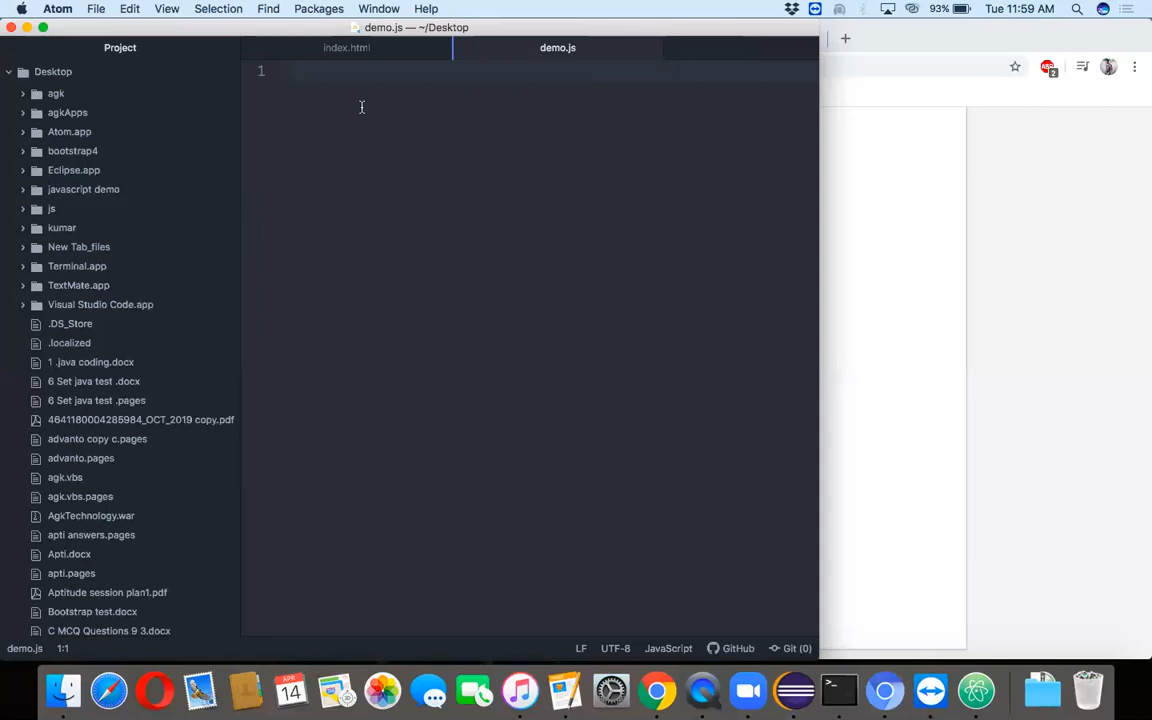 Atom File Edit View Selection Find Packages Window Help 93% Tue 11:59 AM
demo.js — ~/Desktop
Project index.html demo.js
1
2
Desktop
agk
agkApps
Atom.app
bootstrap4
Eclipse.app
javascript demo
js
kumar
New Tab_files
Terminal.app
TextMate.app
Visual Studio Code.app
.DS_Store
.localized
1 .java coding.docx
6 Set java test .docx
6 Set java test .pages
4641180004285984_OCT_2019 copy.pdf
advanto copy c.pages
advanto.pages
agk.vbs
agk.vbs.pages
AgkTechnology.war
apti answers.pages
Apti.docx
apti.pages
Aptitude session plan1.pdf
Bootstrap test.docx
C MCQ Questions 9 3.docx
demo.js 1:1 LF UTF-8 JavaScript GitHub Git (0)
APR
14